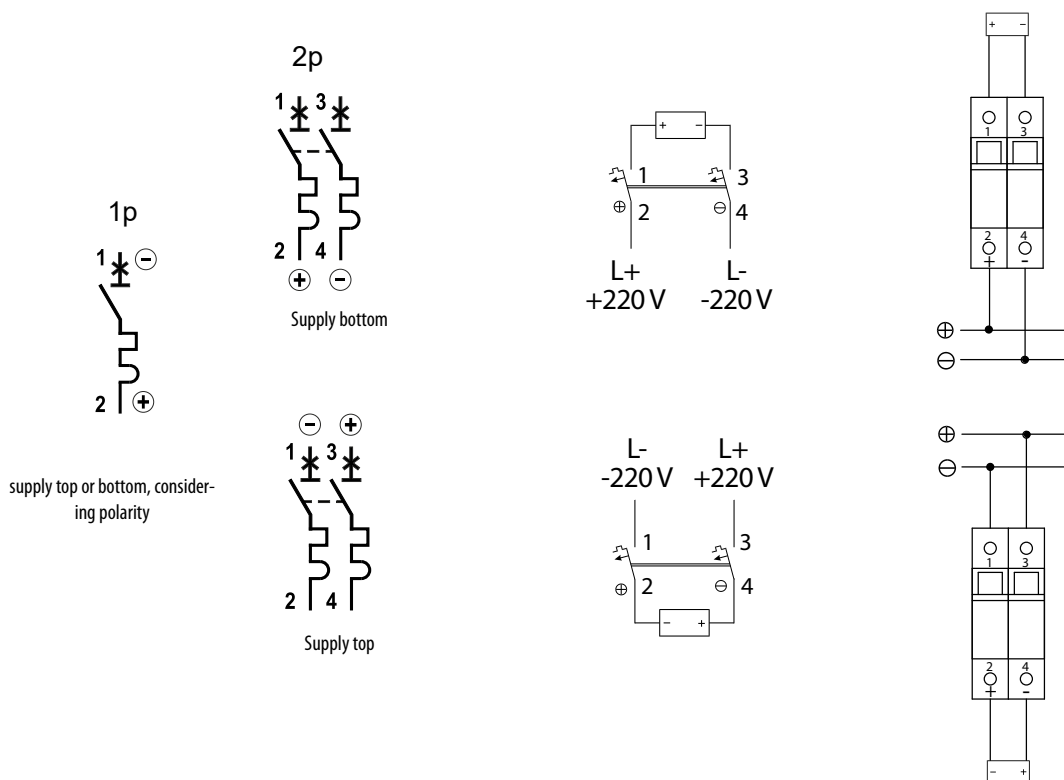 1p
1 ⊖
2 ⊕
supply top or bottom, consider-
ing polarity
2p
1 3
2 4
⊕ ⊖
Supply bottom
⊖ ⊕
1 3
2 4
Supply top
+ -
1 3
⊕ 2 ⊖ 4
L+ L-
+220 V -220 V
L- L+
-220 V +220 V
1 3
⊕ 2 ⊖ 4
- +
+ -
1 3
2 4
+ -
⊕
⊖
⊕
⊖
1 3
2 4
+ -
- +